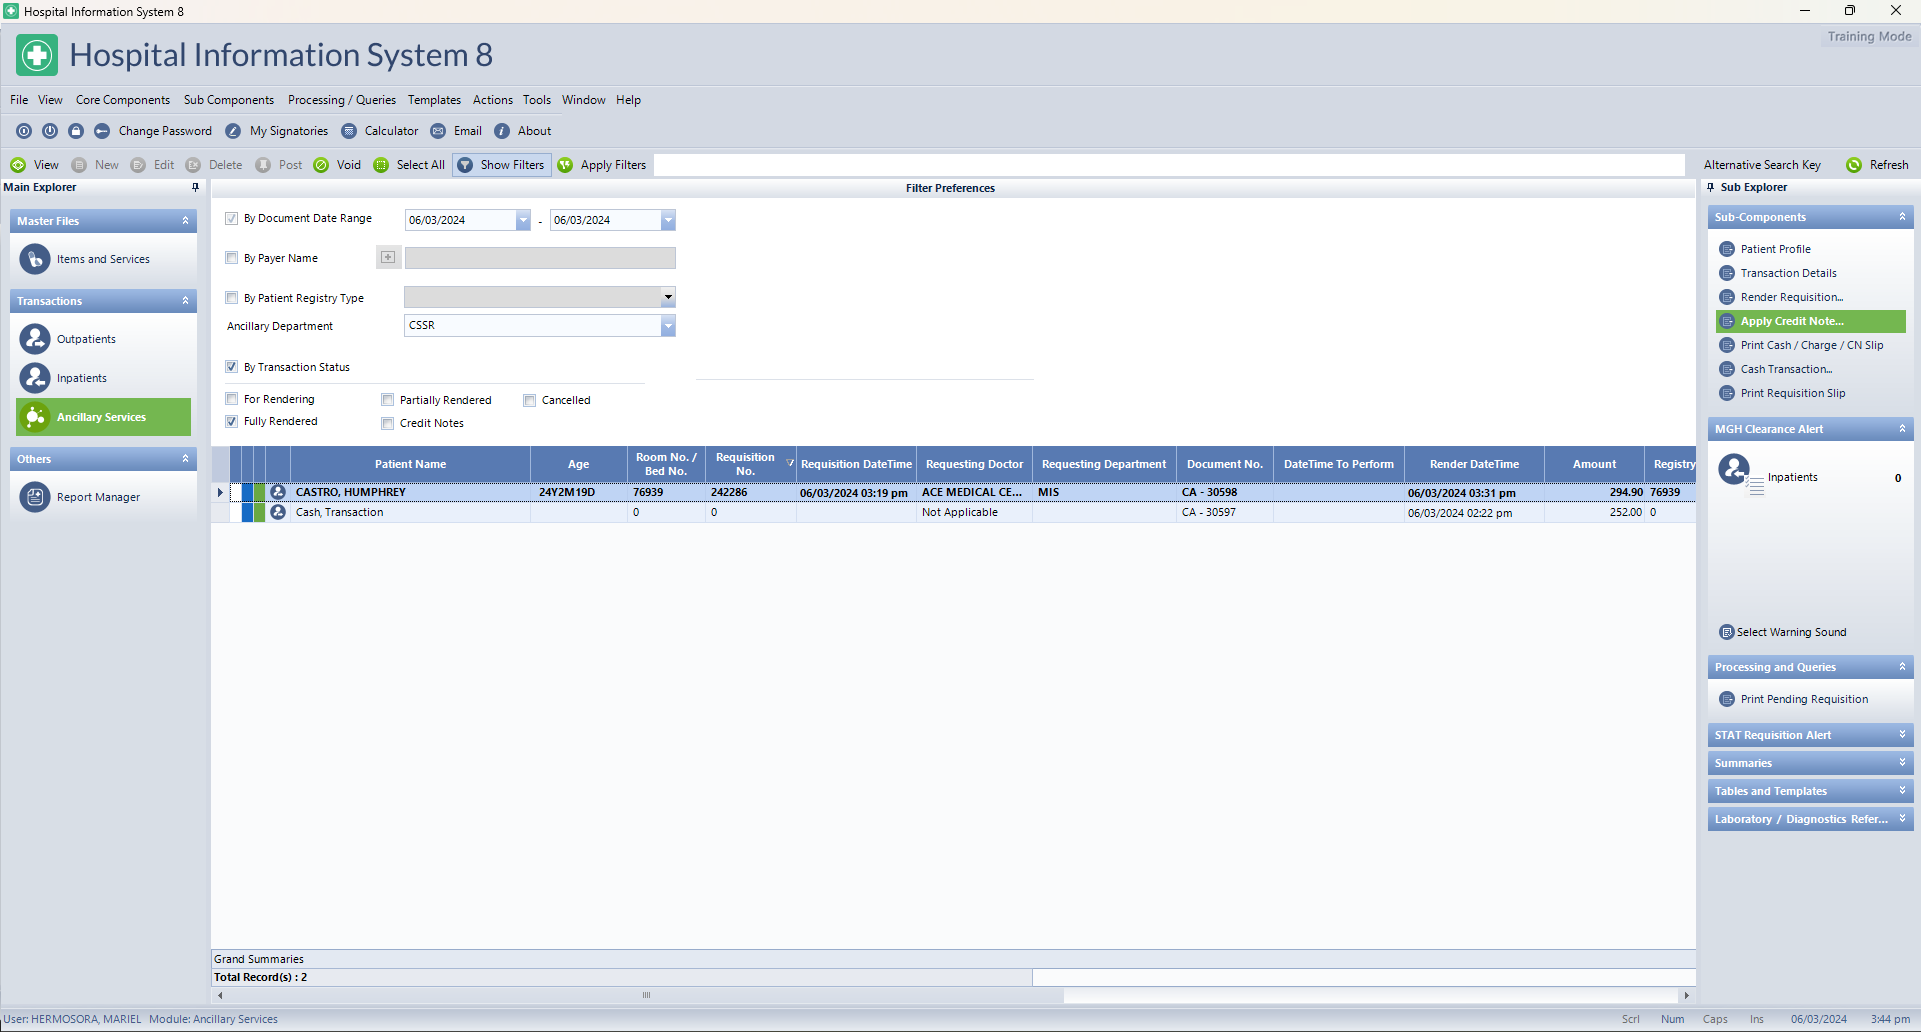 Hospital Information System 8
Training Mode
Hospital Information System 8
File View Core Components Sub Components Processing / Queries Templates Actions Tools Window Help
Change Password My Signatories Calculator Email About
View New Edit Delete Post Void Select All Show Filters Apply Filters Alternative Search Key Refresh
Main Explorer
Master Files
Items and Services
Transactions
Outpatients
Inpatients
Ancillary Services
Others
Report Manager
Filter Preferences
By Document Date Range 06/03/2024 - 06/03/2024
By Payer Name
By Patient Registry Type
Ancillary Department CSSR
By Transaction Status
For Rendering Partially Rendered Cancelled
Fully Rendered Credit Notes
Patient Name Age Room No. / Bed No. Requisition No. Requisition DateTime Requesting Doctor Requesting Department Document No. DateTime To Perform Render DateTime Amount Registry
CASTRO, HUMPHREY 24Y2M19D 76939 242286 06/03/2024 03:19 pm ACE MEDICAL CE... MIS CA - 30598 06/03/2024 03:31 pm 294.90 76939
Cash, Transaction 0 0 Not Applicable CA - 30597 06/03/2024 02:22 pm 252.00 0
Grand Summaries
Total Record(s) : 2
Sub Explorer
Sub-Components
Patient Profile
Transaction Details
Render Requisition...
Apply Credit Note...
Print Cash / Charge / CN Slip
Cash Transaction...
Print Requisition Slip
MGH Clearance Alert
Inpatients 0
Select Warning Sound
Processing and Queries
Print Pending Requisition
STAT Requisition Alert
Summaries
Tables and Templates
Laboratory / Diagnostics Refer...
User: HERMOSORA, MARIEL Module: Ancillary Services Scrl Num Caps Ins 06/03/2024 3:44 pm